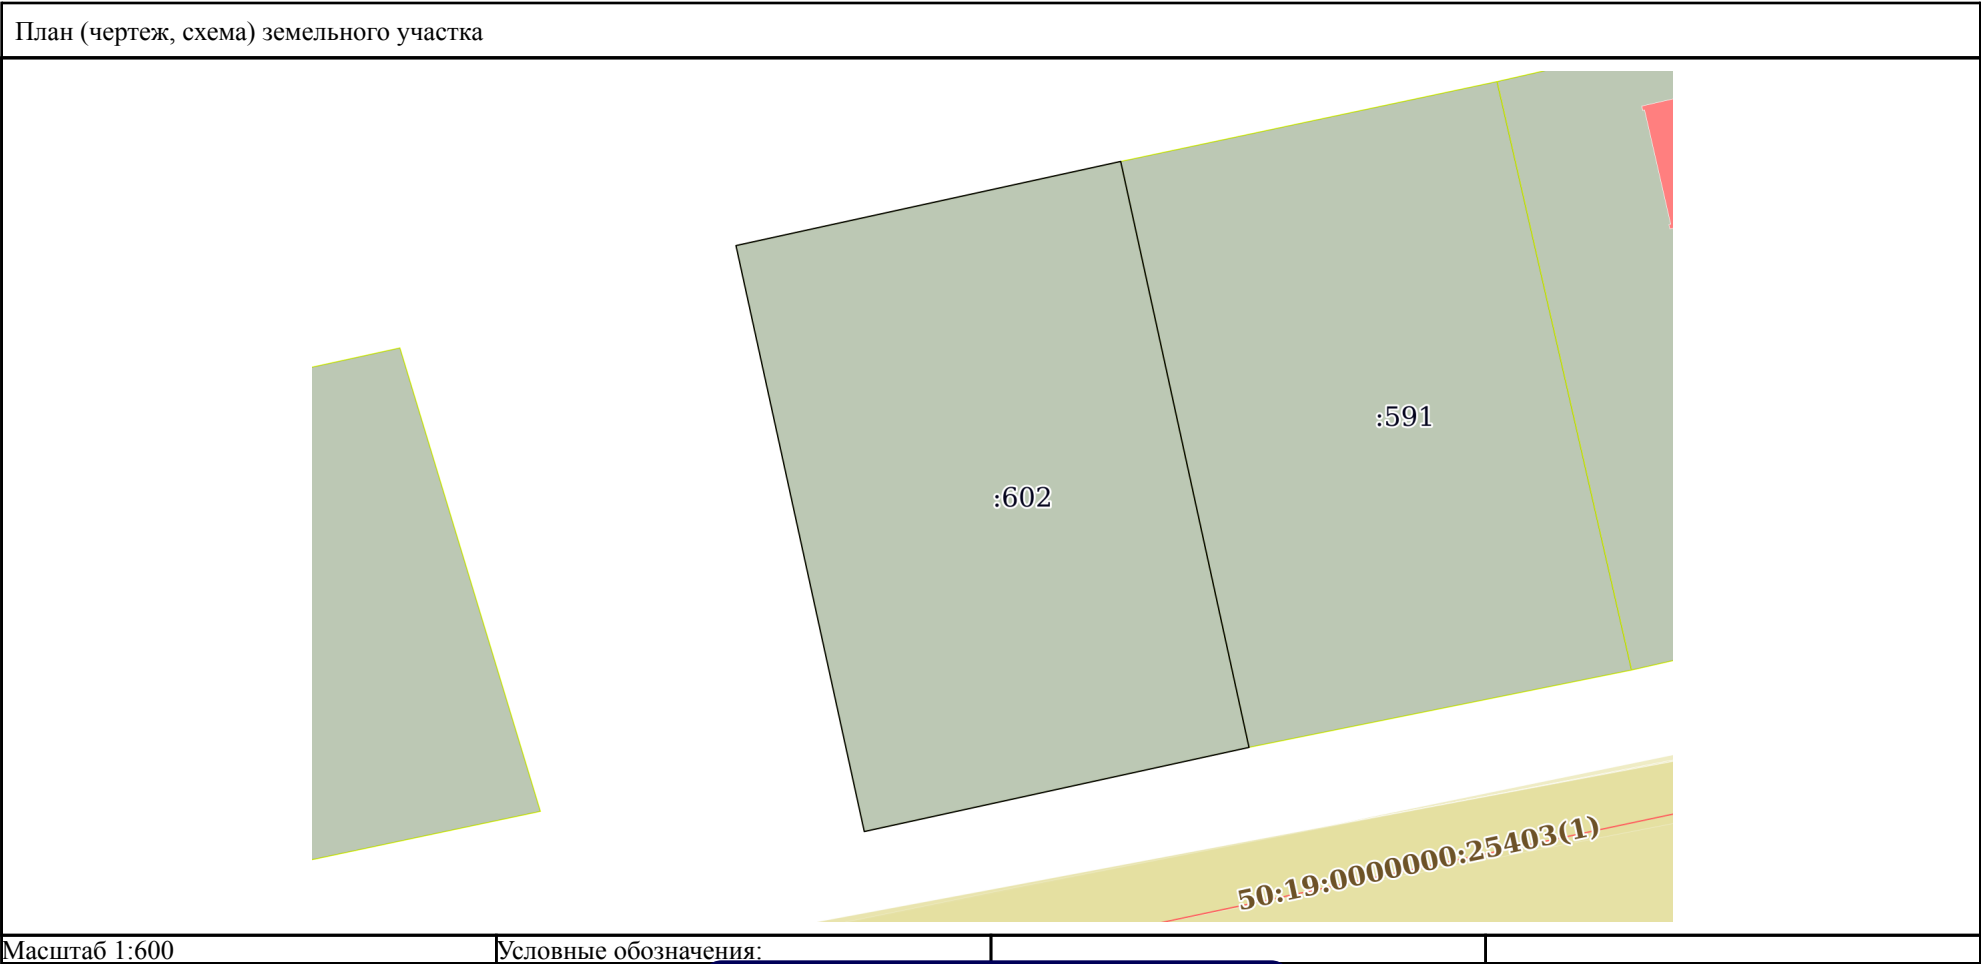 План (чертеж, схема) земельного участка
:591
:602
50:19:0000000:25403(1)
Масштаб 1:600
Условные обозначения: